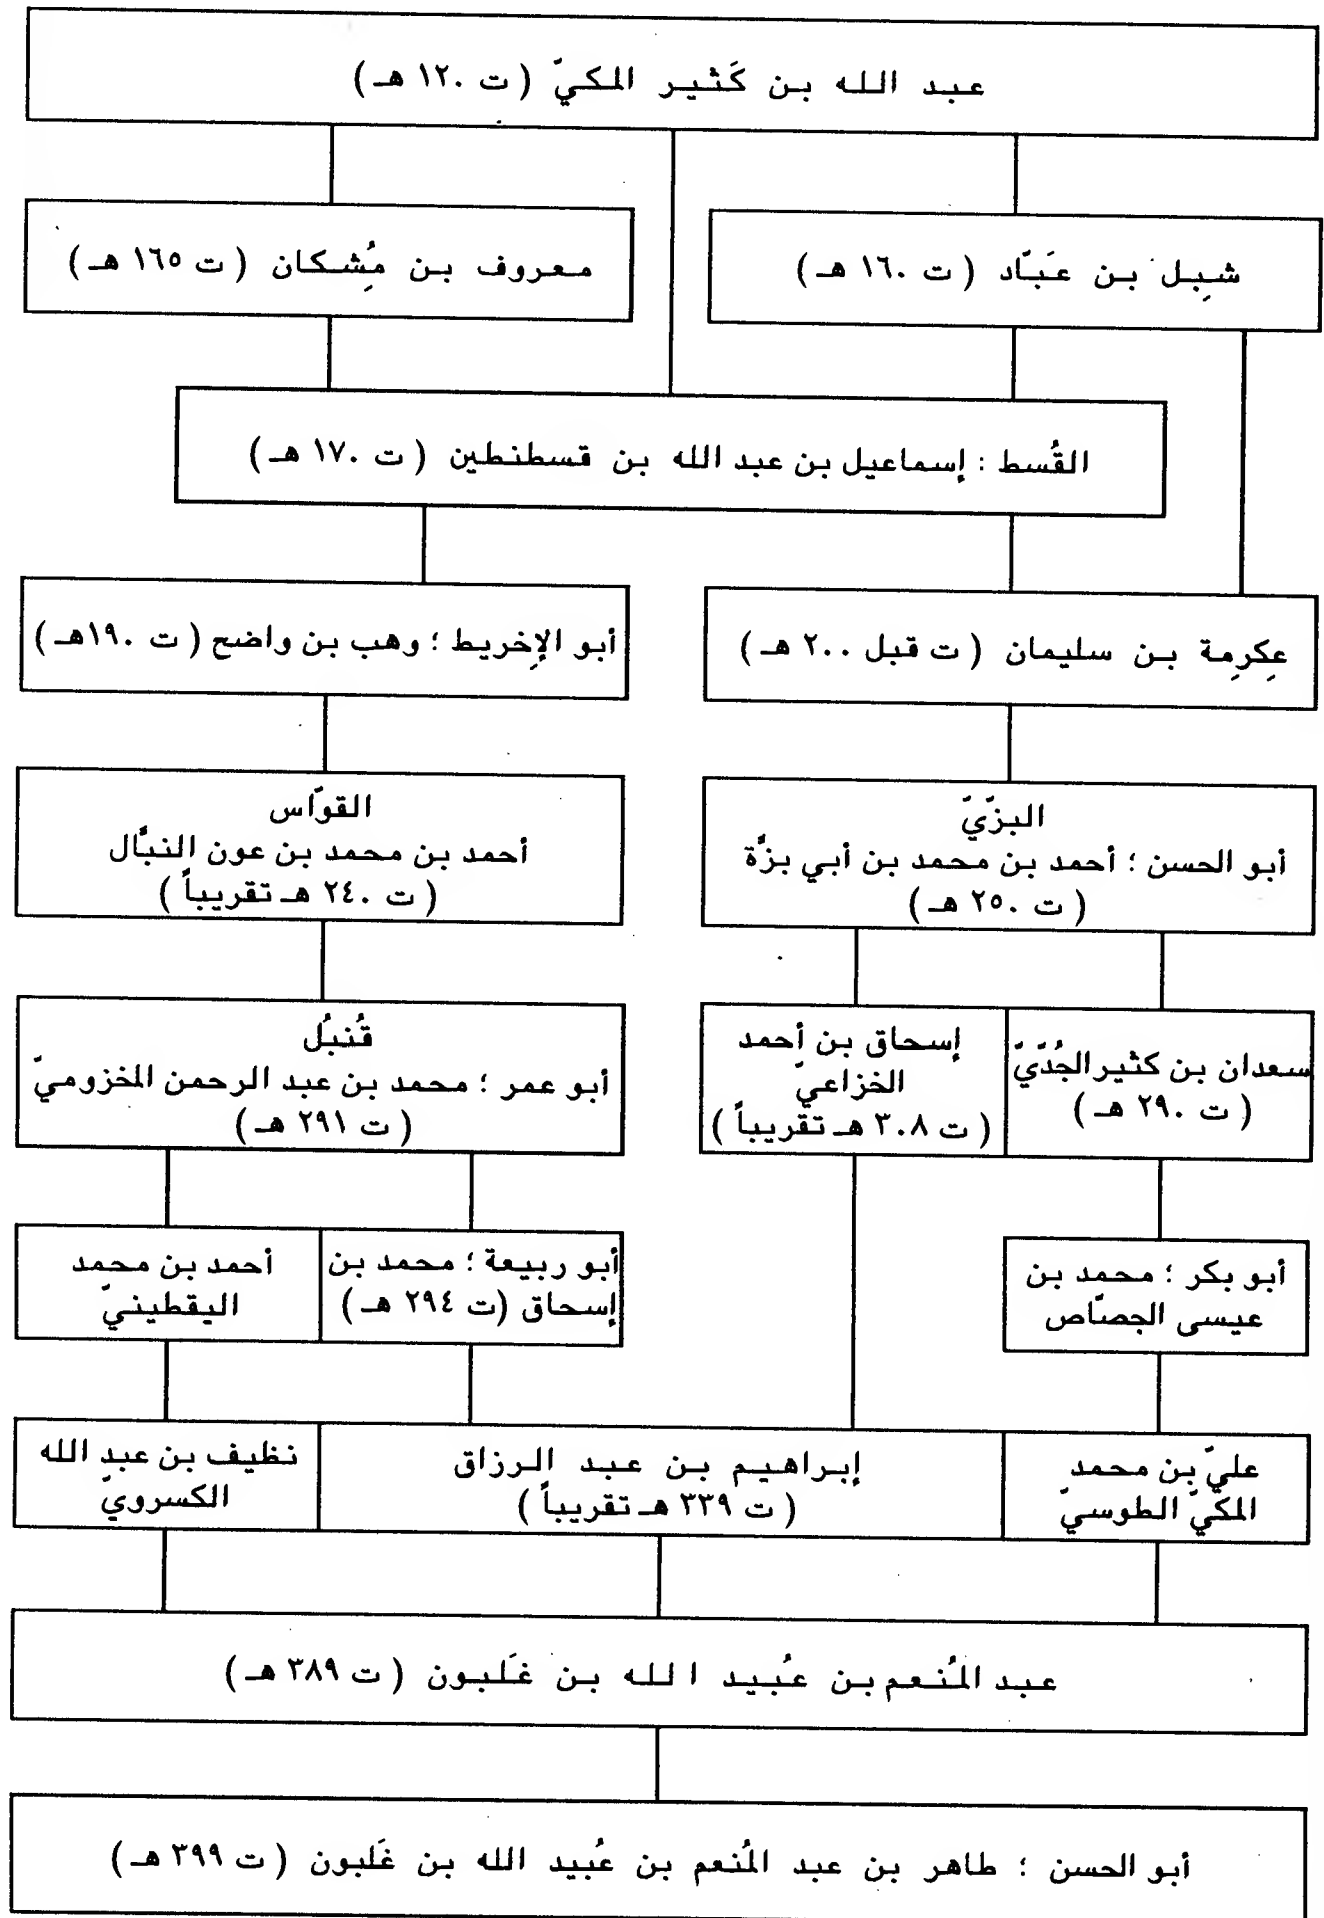 عبد الله بن كَثير المكيّ ( ت ١٢٠ هـ )
شِبِل بن عَبّاد ( ت ١٦٠ هـ )
معروف بن مُِشكان ( ت ١٦٥ هـ )
القُسط : إسماعيل بن عبد الله بن قسطنطين ( ت ١٧٠ هـ )
عِكرِمة بن سليمان ( ت قبل ٢٠٠ هـ )
أبو الإخريط ؛ وهب بن واضح ( ت ١٩٠هـ )
البزّيّ
أبو الحسن ؛ أحمد بن محمد بن أبي بزّة
( ت ٢٥٠ هـ )
القوّاس
أحمد بن محمد بن عون النبّال
( ت ٢٤٠ هـ تقريباً )
سعدان بن كثير الجُدّيّ
( ت ٢٩٠ هـ )
إسحاق بن أحمد
الخزاعيّ
( ت ٣٠٨ هـ تقريباً )
قُنبُل
أبو عمر ؛ محمد بن عبد الرحمن المخزوميّ
( ت ٢٩١ هـ )
أبو بكر ؛ محمد بن
عيسى الجصّاص
أبو ربيعة ؛ محمد بن
إسحاق (ت ٢٩٤ هـ )
أحمد بن محمد
اليقطينيّ
عليّ بن محمد
المكّيّ الطوسيّ
إبراهيم بن عبد الرزاق
( ت ٣٣٩ هـ تقريباً )
نظيف بن عبد الله
الكسرويّ
عبد المُنعم بن عُبيد الله بن غَلبون ( ت ٣٨٩ هـ )
أبو الحسن ؛ طاهر بن عبد المُنعم بن عُبيد الله بن غَلبون ( ت ٣٩٩ هـ )